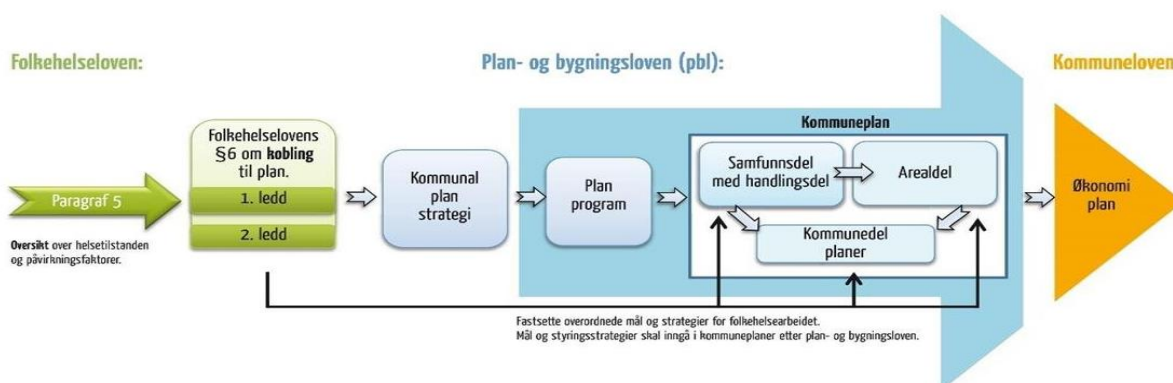 Folkehelseloven:
Plan- og bygningsloven (pbl):
Kommuneloven
Paragraf 5
Oversikt over helsetilstanden
og påvirkningsfaktorer.
Folkehelselovens
§6 om kobling
til plan.
1. ledd
2. ledd
Kommunal
plan
strategi
Plan
program
Kommuneplan
Samfunnsdel
med handlingsdel
Arealdel
Kommunedel
planer
Økonomi
plan
Fastsette overordnede mål og strategier for folkehelsearbeidet.
Mål og styringsstrategier skal inngå i kommuneplaner etter plan- og bygningsloven.